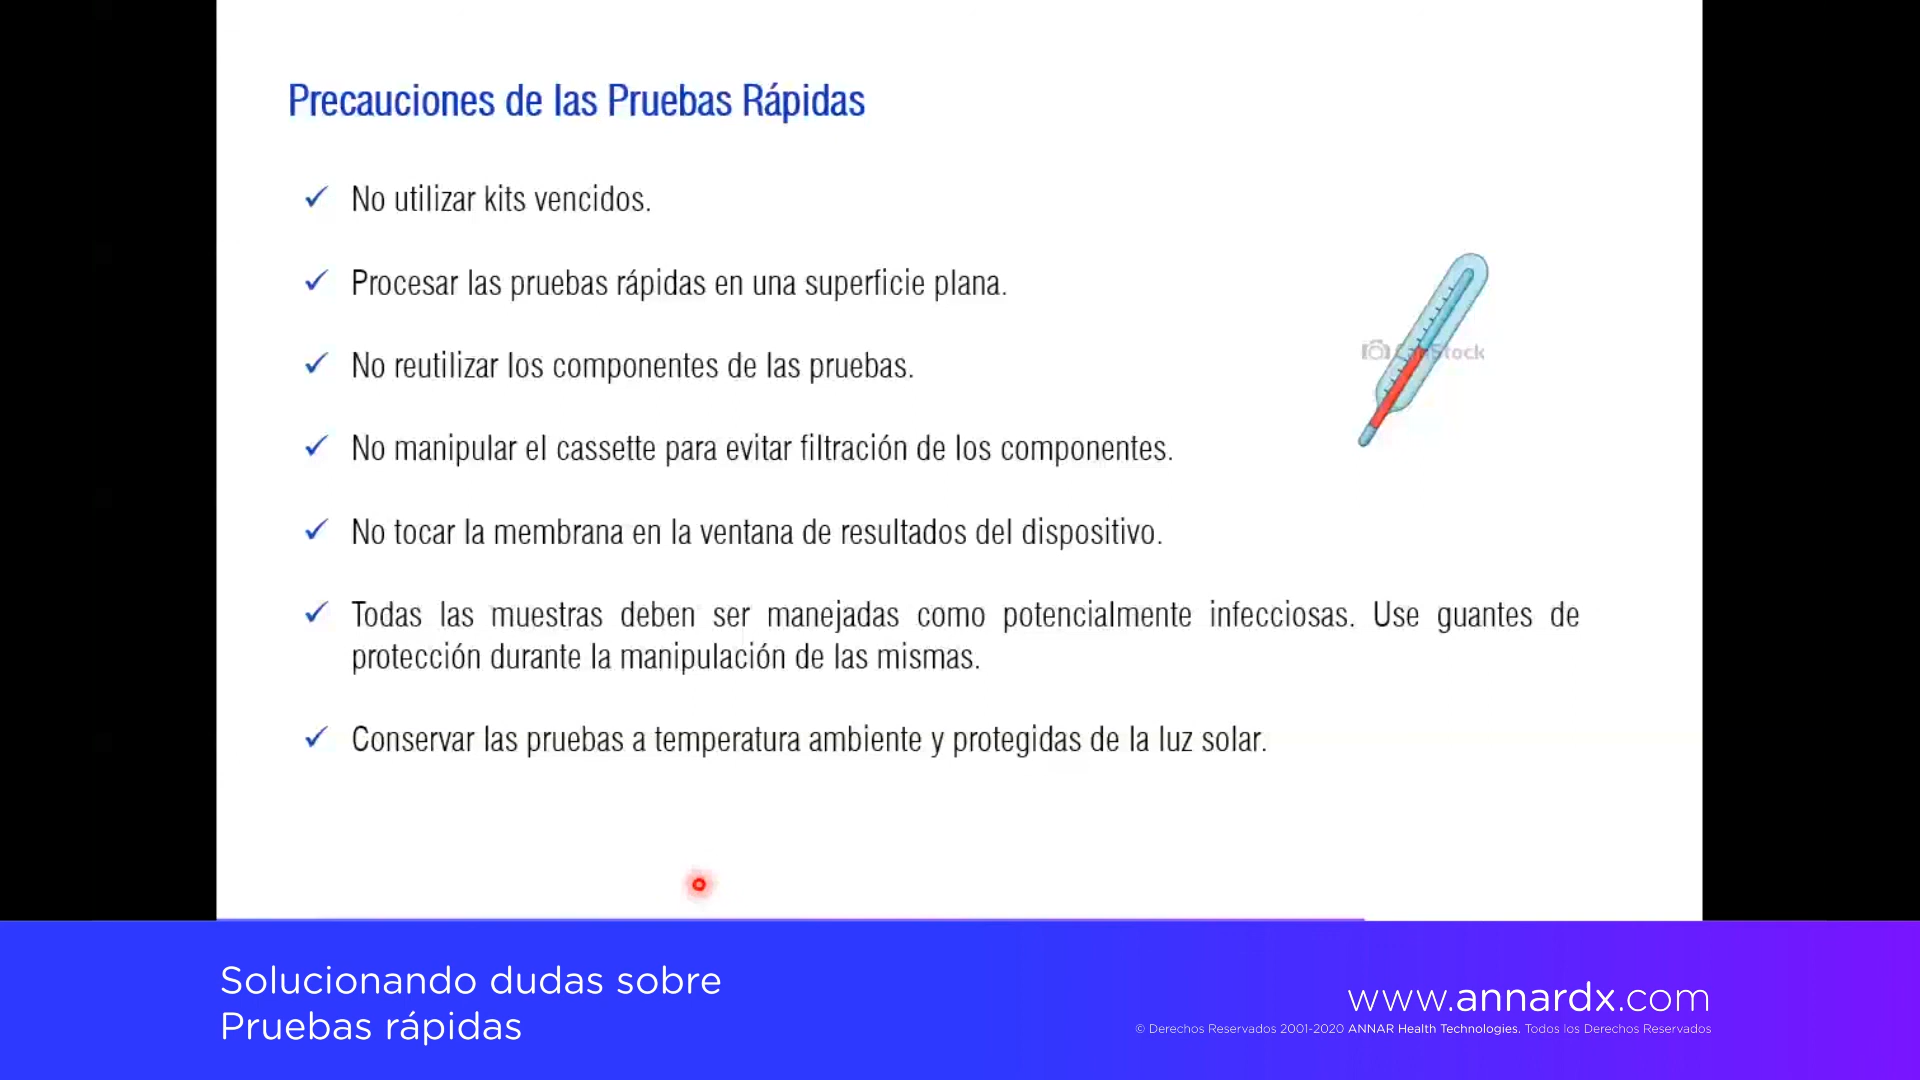 Precauciones de las Pruebas Rápidas
No utilizar kits vencidos.
Procesar las pruebas rápidas en una superficie plana.
No reutilizar los componentes de las pruebas.
No manipular el cassette para evitar filtración de los componentes.
No tocar la membrana en la ventana de resultados del dispositivo.
Todas las muestras deben ser manejadas como potencialmente infecciosas. Use guantes de
protección durante la manipulación de las mismas.
Conservar las pruebas a temperatura ambiente y protegidas de la luz solar.
CanStock
Solucionando dudas sobre
Pruebas rápidas
www.annardx.com
© Derechos Reservados 2001-2020 ANNAR Health Technologies. Todos los Derechos Reservados